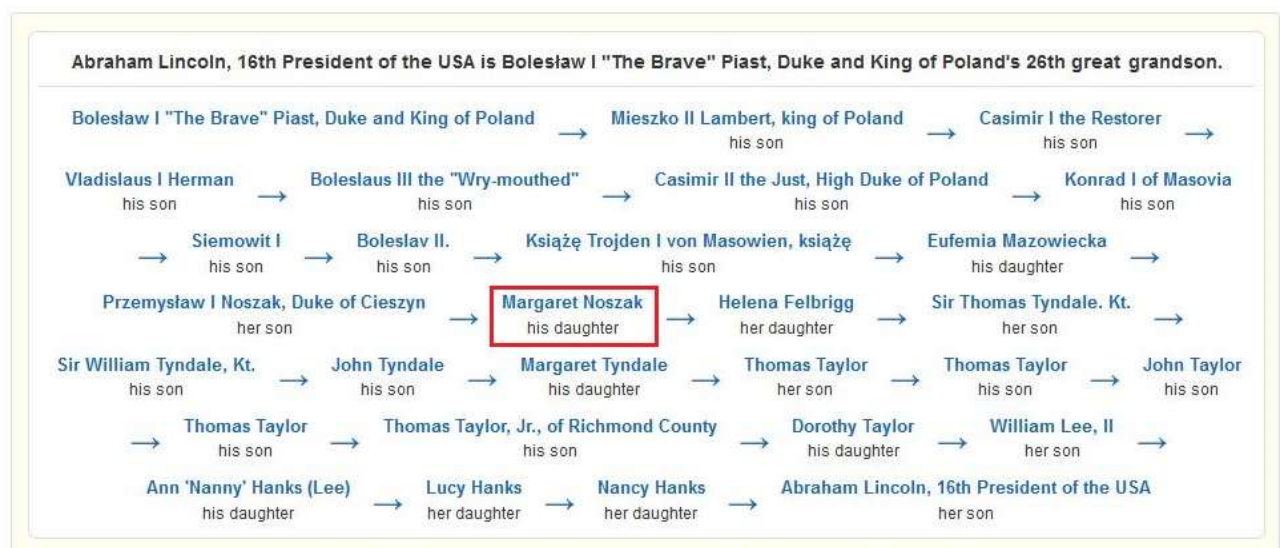 Abraham Lincoln, 16th President of the USA is Bolesław I "The Brave" Piast, Duke and King of Poland's 26th great grandson.
Bolesław I "The Brave" Piast, Duke and King of Poland → Mieszko II Lambert, king of Poland → Casimir I the Restorer →
his son his son
Vladislaus I Herman → Boleslaus III the "Wry-mouthed" → Casimir II the Just, High Duke of Poland → Konrad I of Masovia
his son his son his son his son
→ Siemowit I → Boleslav II. → Książę Trojden I von Masowien, książę → Eufemia Mazowiecka →
his son his son his son his daughter
Przemysław I Noszak, Duke of Cieszyn → Margaret Noszak → Helena Felbrigg → Sir Thomas Tyndale. Kt. →
her son his daughter her daughter her son
Sir William Tyndale, Kt. → John Tyndale → Margaret Tyndale → Thomas Taylor → Thomas Taylor → John Taylor
his son his son his daughter her son his son his son
→ Thomas Taylor → Thomas Taylor, Jr., of Richmond County → Dorothy Taylor → William Lee, II →
his son his son his daughter her son
Ann 'Nanny' Hanks (Lee) → Lucy Hanks → Nancy Hanks → Abraham Lincoln, 16th President of the USA
his daughter her daughter her daughter her son